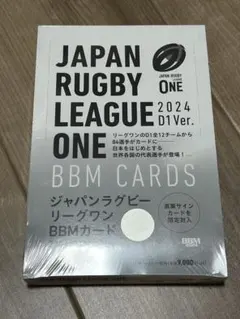 JAPAN
RUGBY
LEAGUE
ONE
JAPAN RUGBY
LEAGUE
ONE
2024
D1 Ver.
リーグワンのD1全12チームから
84選手がカードに
日本をはじめとする
世界各国の代表選手が登場!
BBM CARDS
ジャパンラグビー
リーグワン
BBMカード
直筆サイン
カードを
限定封入
BBM